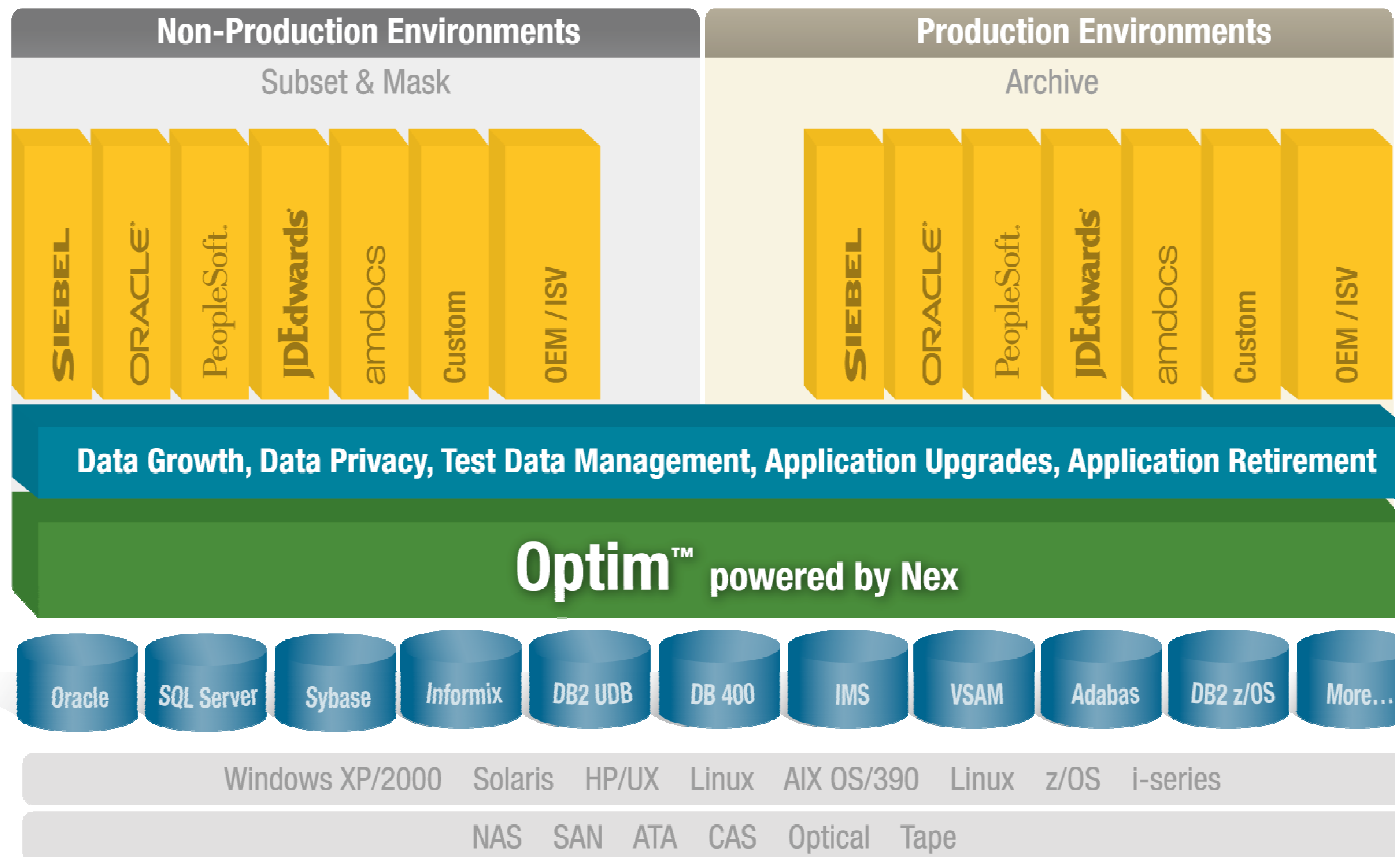 Non-Production Environments
Production Environments
Subset & Mask
Archive
SIEBEL
ORACLE®
PeopleSoft.
JDEdwards®
amdocs
Custom
OEM / ISV
SIEBEL
ORACLE®
PeopleSoft.
JDEdwards®
amdocs
Custom
OEM / ISV
Data Growth, Data Privacy, Test Data Management, Application Upgrades, Application Retirement
Optim™ powered by Nex
Oracle
SQL Server
Sybase
Informix
DB2 UDB
DB 400
IMS
VSAM
Adabas
DB2 z/OS
More...
Windows XP/2000 Solaris HP/UX Linux AIX OS/390 Linux z/OS i-series
NAS SAN ATA CAS Optical Tape